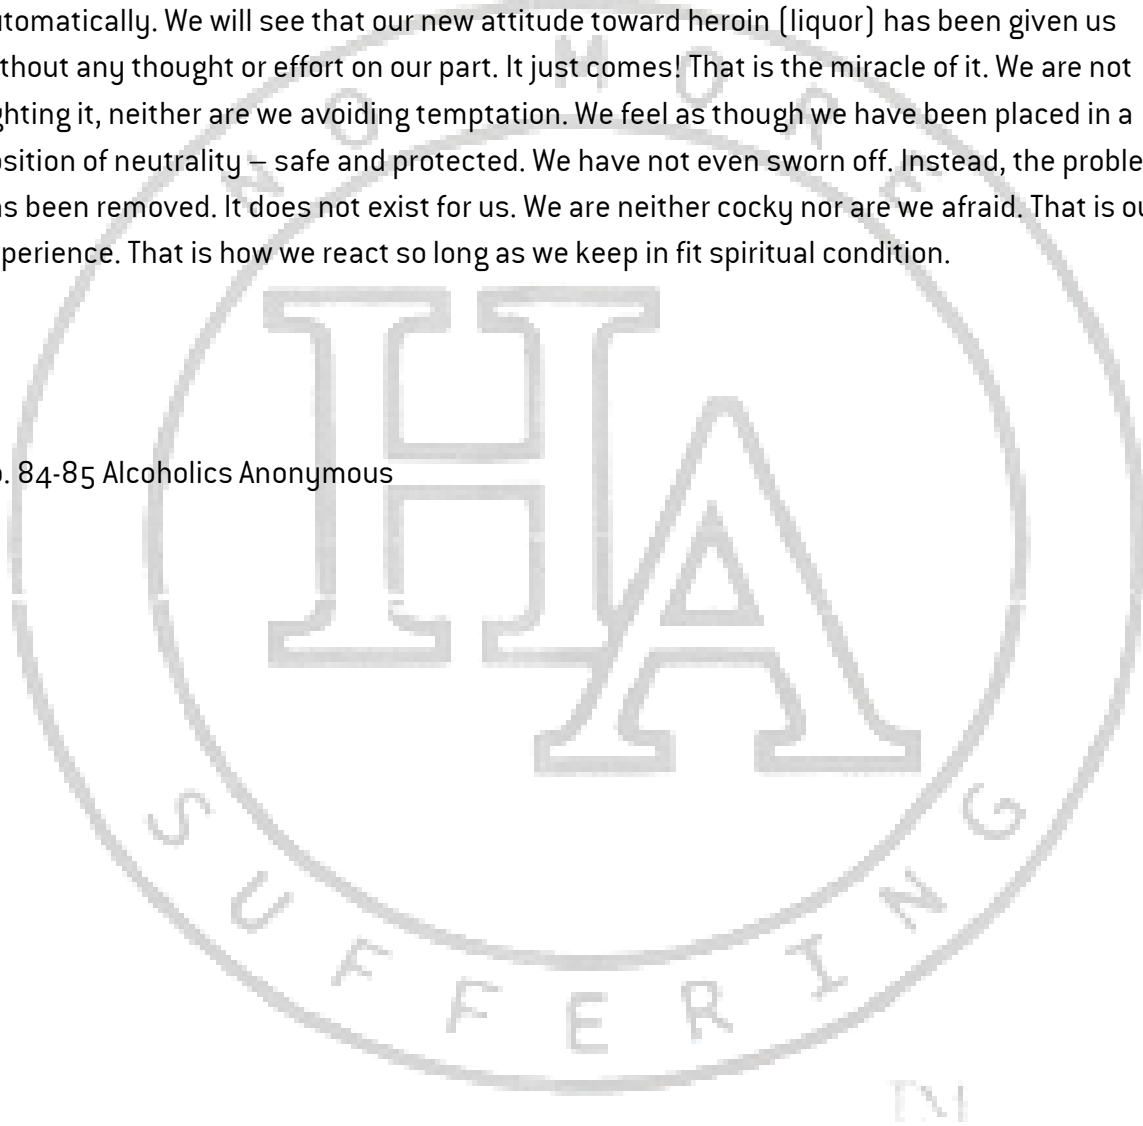 utomatically. We will see that our new attitude toward heroin (liquor) has been given us
ithout any thought or effort on our part. It just comes! That is the miracle of it. We are not
ghting it, neither are we avoiding temptation. We feel as though we have been placed in a
osition of neutrality – safe and protected. We have not even sworn off. Instead, the proble
as been removed. It does not exist for us. We are neither cocky nor are we afraid. That is ou
xperience. That is how we react so long as we keep in fit spiritual condition.
p. 84-85 Alcoholics Anonymous
NO MORE
HA
SUFFERING
TM